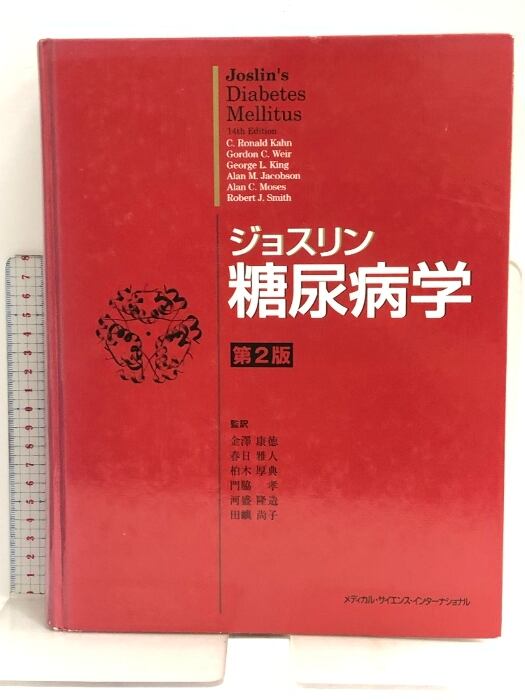 Joslin's
Diabetes
Mellitus
14th Edition
C. Ronald Kahn
Gordon C. Weir
George L. King
Alan M. Jacobson
Alan C. Moses
Robert J. Smith
ジョスリン
糖尿病学
第2版
監訳
金澤 康徳
春日 雅人
柏木 厚典
門脇 孝
河盛 隆造
田嶼 尚子
メディカル・サイエンス・インターナショナル